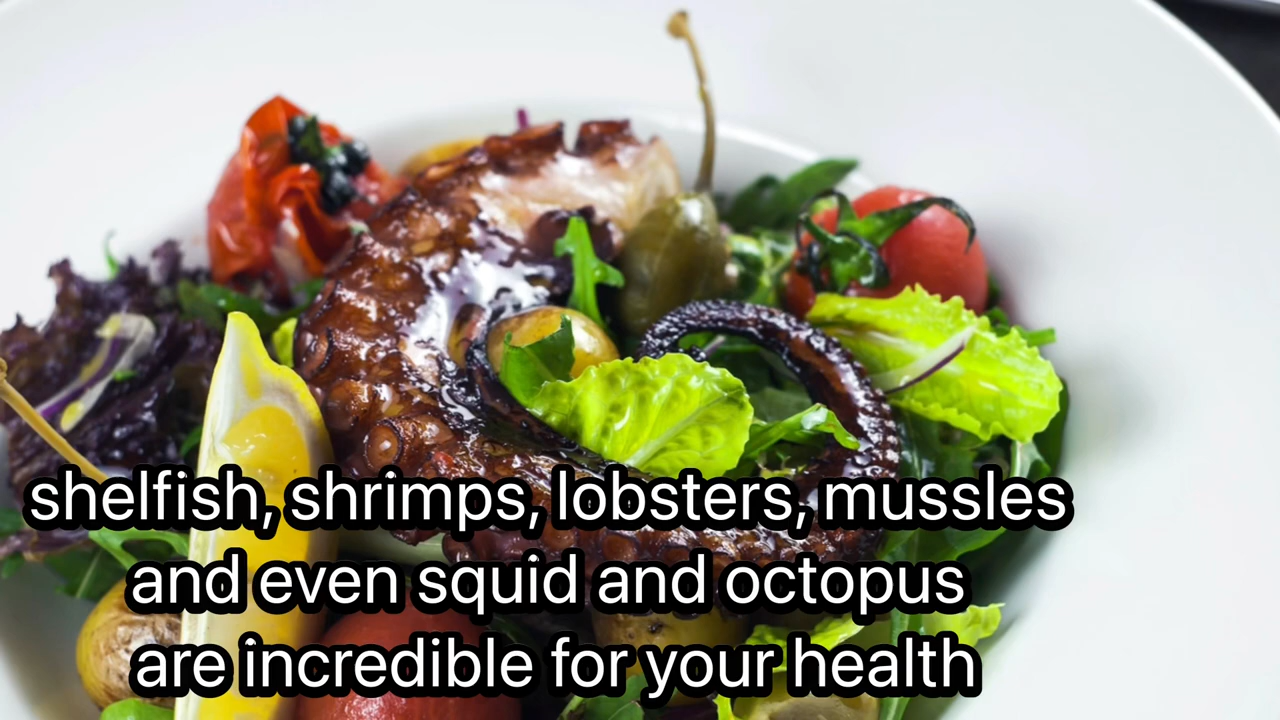 shelfish, shrimps, lobsters, mussles
and even squid and octopus
are incredible for your health